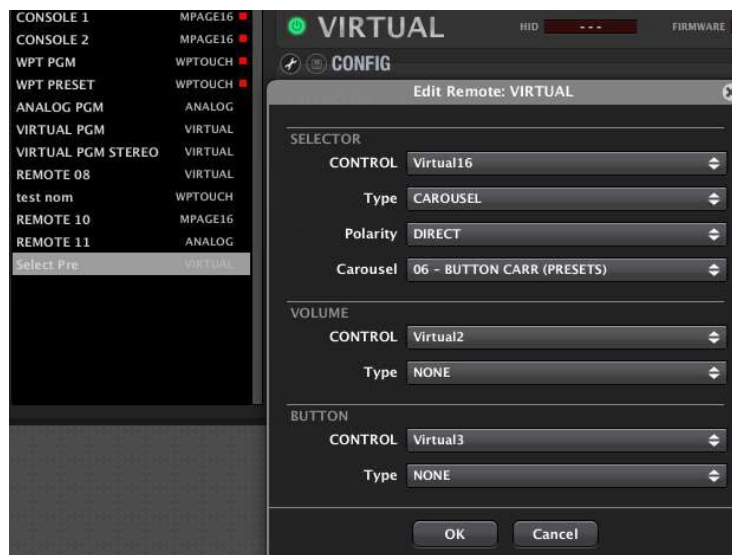 CONSOLE 1 MPAGE16
CONSOLE 2 MPAGE16
WPT PGM WPTOUCH
WPT PRESET WPTOUCH
ANALOG PGM ANALOG
VIRTUAL PGM VIRTUAL
VIRTUAL PGM STEREO VIRTUAL
REMOTE 08 VIRTUAL
test nom WPTOUCH
REMOTE 10 MPAGE16
REMOTE 11 ANALOG
Select Pre VIRTUAL
VIRTUAL HID --- FIRMWARE
CONFIG
Edit Remote: VIRTUAL
SELECTOR
CONTROL Virtual16
Type CAROUSEL
Polarity DIRECT
Carousel 06 - BUTTON CARR (PRESETS)
VOLUME
CONTROL Virtual2
Type NONE
BUTTON
CONTROL Virtual3
Type NONE
OK Cancel